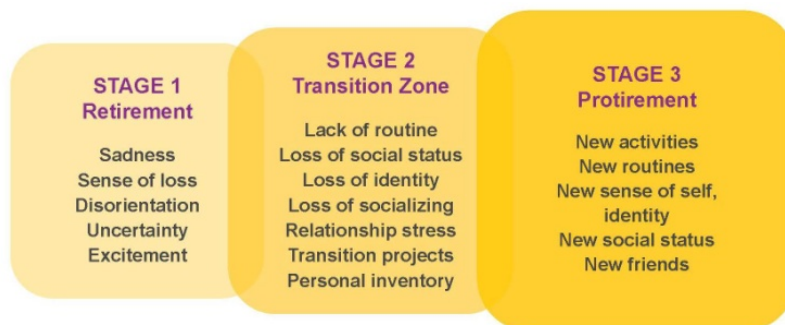 STAGE 1
Retirement
Sadness
Sense of loss
Disorientation
Uncertainty
Excitement
STAGE 2
Transition Zone
Lack of routine
Loss of social status
Loss of identity
Loss of socializing
Relationship stress
Transition projects
Personal inventory
STAGE 3
Protirement
New activities
New routines
New sense of self,
identity
New social status
New friends